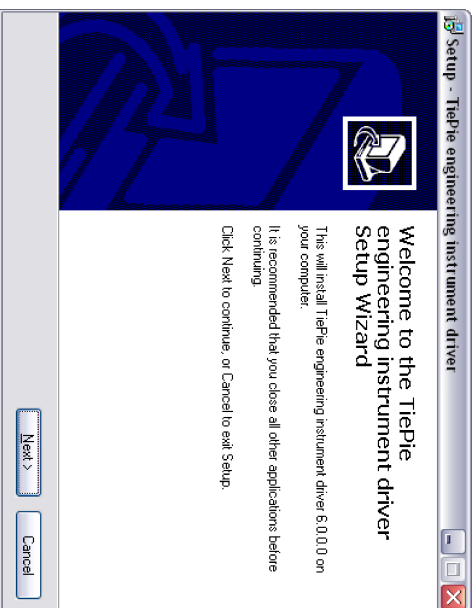 Setup - TiePie engineering instrument driver
Welcome to the TiePie
engineering instrument driver
Setup Wizard
This will install TiePie engineering instrument driver 6.0.0.0 on
your computer.
It is recommended that you close all other applications before
continuing.
Click Next to continue, or Cancel to exit Setup.
Next >
Cancel